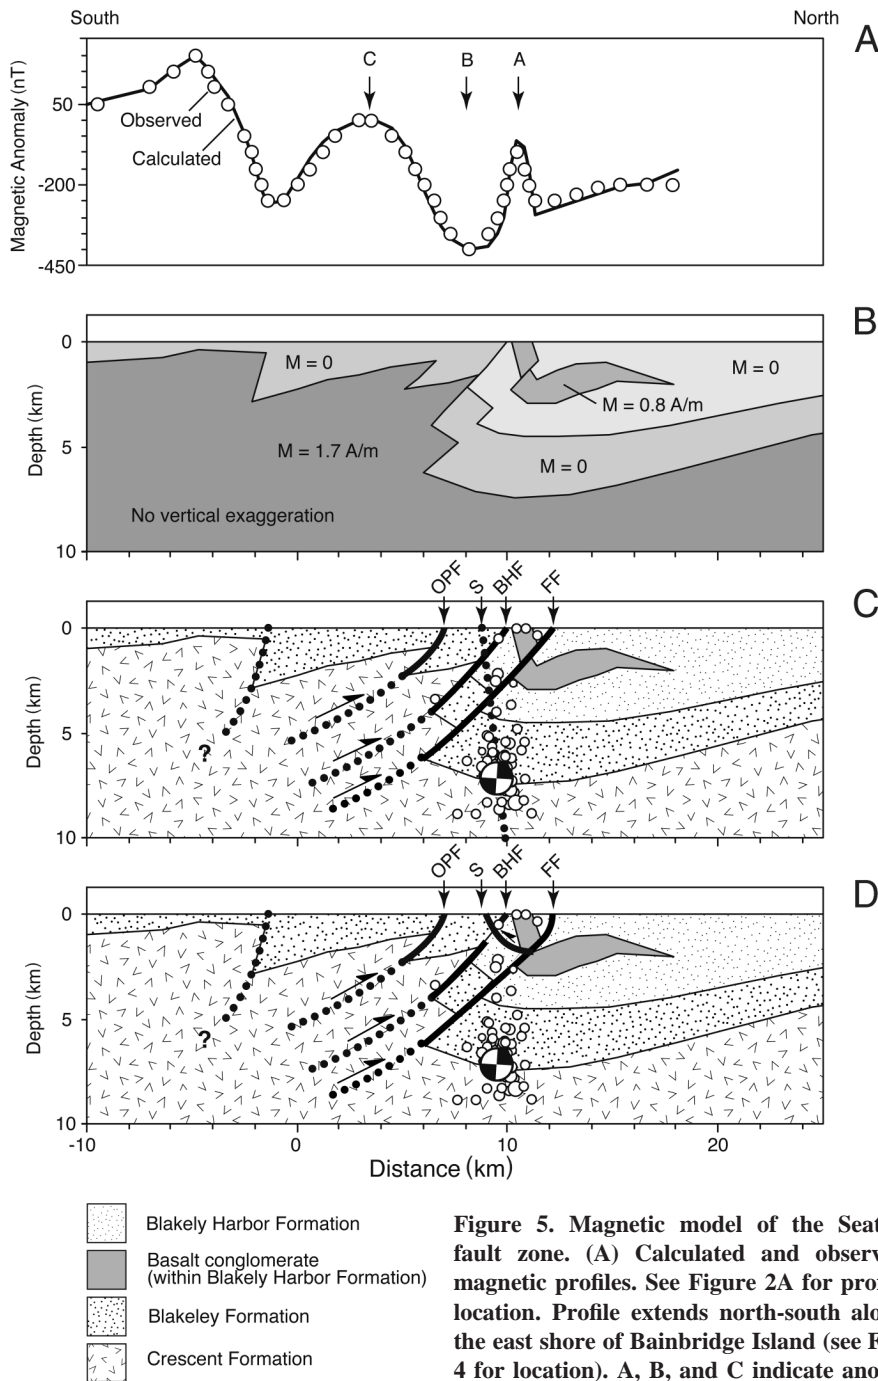 South
North
A
Magnetic Anomaly (nT)
50
-200
-450
C
B
A
Observed
Calculated
B
Depth (km)
0
5
10
M = 0
M = 0
M = 0.8 A/m
M = 1.7 A/m
M = 0
No vertical exaggeration
C
OPF
S
BHF
FF
Depth (km)
0
5
10
?
D
OPF
S
BHF
FF
Depth (km)
0
5
10
?
-10
0
10
20
Distance (km)
Blakely Harbor Formation
Basalt conglomerate
(within Blakely Harbor Formation)
Blakeley Formation
Crescent Formation
Figure 5. Magnetic model of the Seat
fault zone. (A) Calculated and observ
magnetic profiles. See Figure 2A for
location. Profile extends north-south alo
the east shore of Bainbridge Island (see F
4 for location). A, B, and C indicate ano